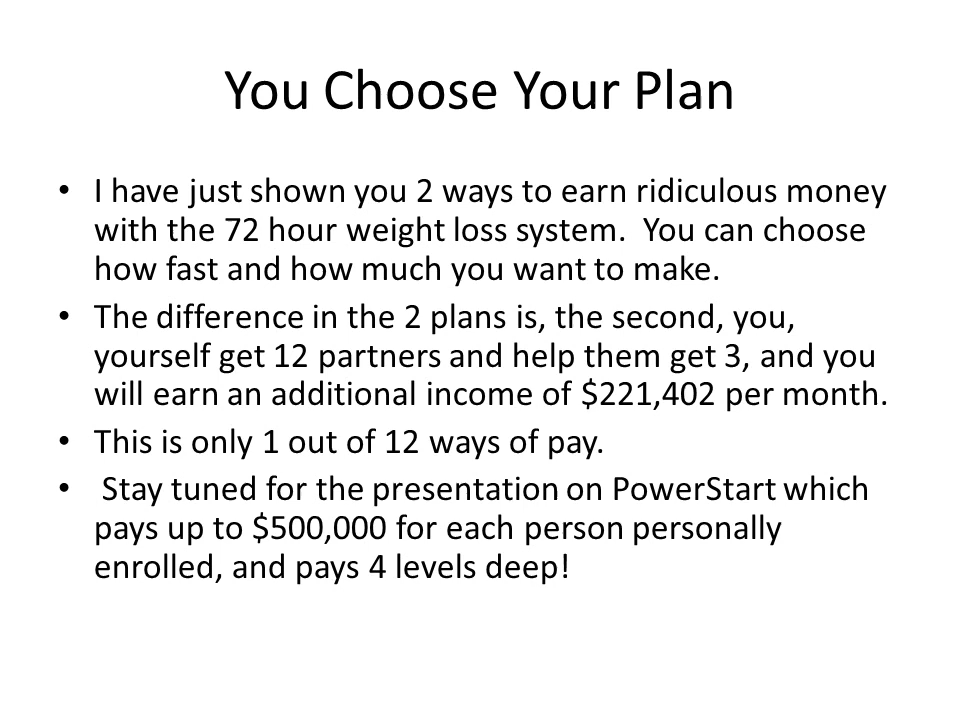 You Choose Your Plan
• I have just shown you 2 ways to earn ridiculous money
with the 72 hour weight loss system.  You can choose
how fast and how much you want to make.
• The difference in the 2 plans is, the second, you,
yourself get 12 partners and help them get 3, and you
will earn an additional income of $221,402 per month.
• This is only 1 out of 12 ways of pay.
•  Stay tuned for the presentation on PowerStart which
pays up to $500,000 for each person personally
enrolled, and pays 4 levels deep!